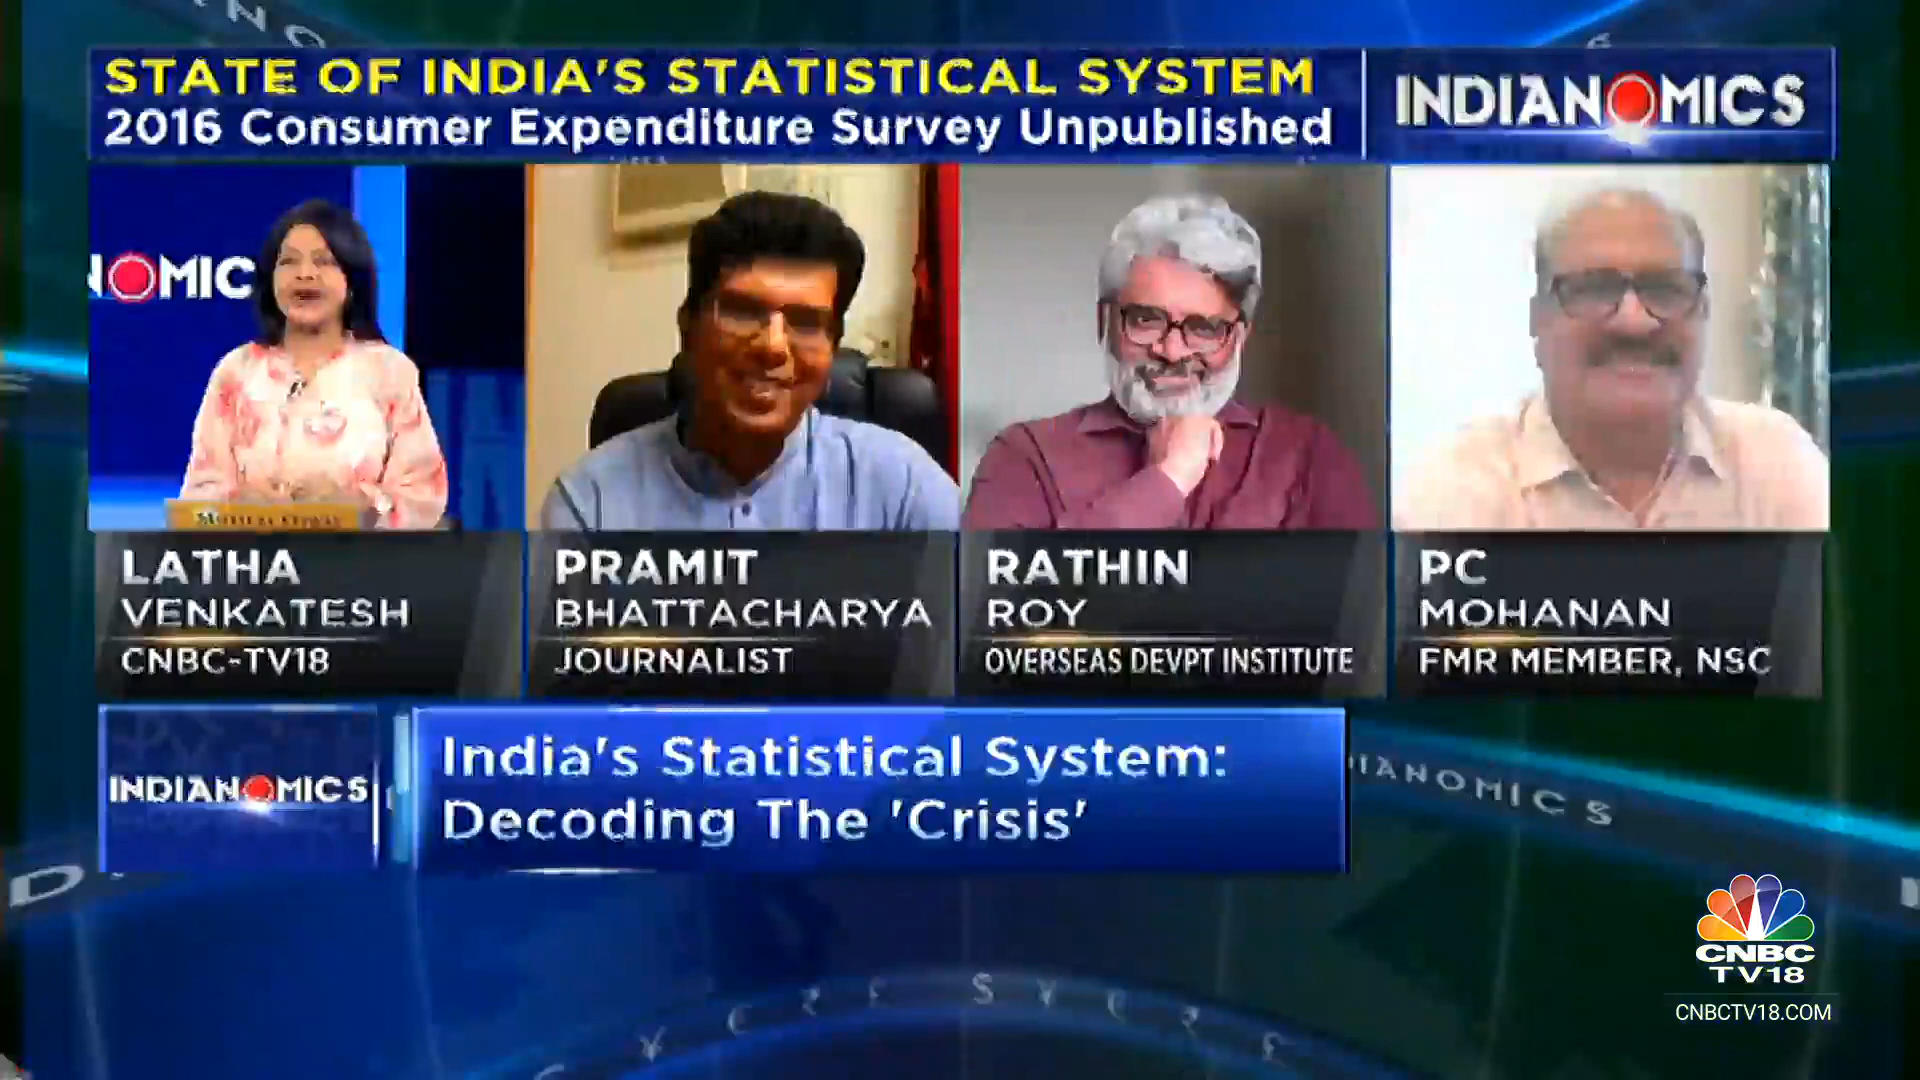 STATE OF INDIA'S STATISTICAL SYSTEM
2016 Consumer Expenditure Survey Unpublished
INDIANOMICS
NOMIC
LATHA
VENKATESH
CNBC-TV18
PRAMIT
BHATTACHARYA
JOURNALIST
RATHIN
ROY
OVERSEAS DEVPT INSTITUTE
PC
MOHANAN
FMR MEMBER, NSC
INDIANOMICS
India's Statistical System:
Decoding The 'Crisis'
IANOMICS
CNBC
TV18
CNBCTV18.COM